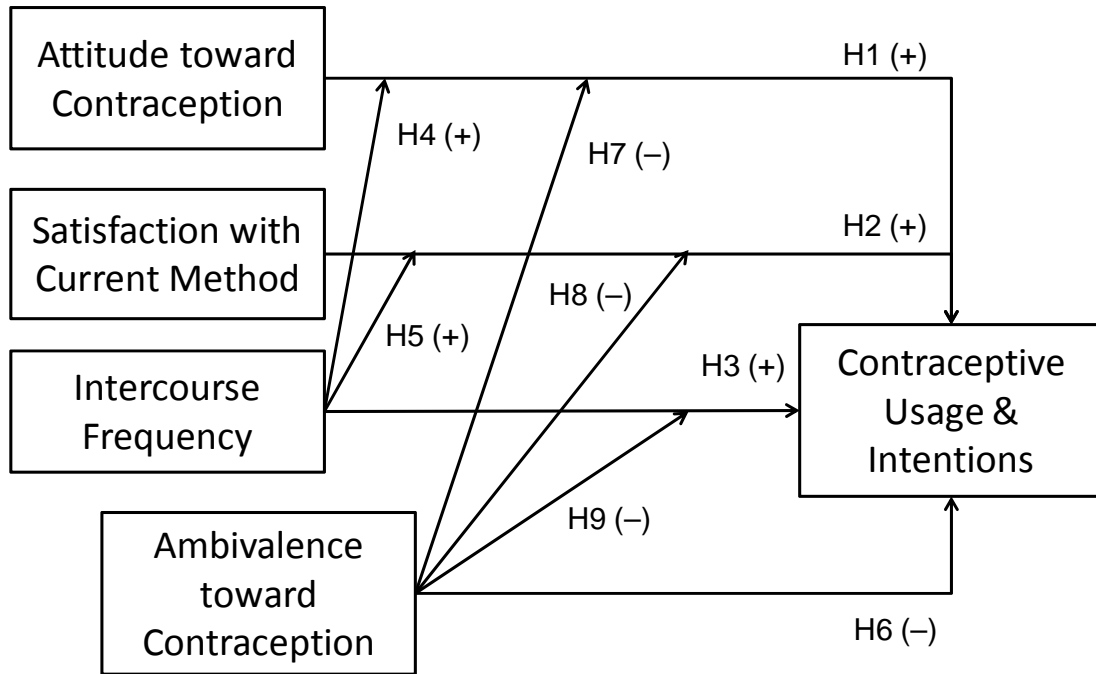 Attitude toward
Contraception
H1 (+)
H4 (+)
H7 (–)
Satisfaction with
Current Method
H2 (+)
H8 (–)
H5 (+)
Intercourse
Frequency
H3 (+)
Contraceptive
Usage &
Intentions
H9 (–)
Ambivalence
toward
Contraception
H6 (–)